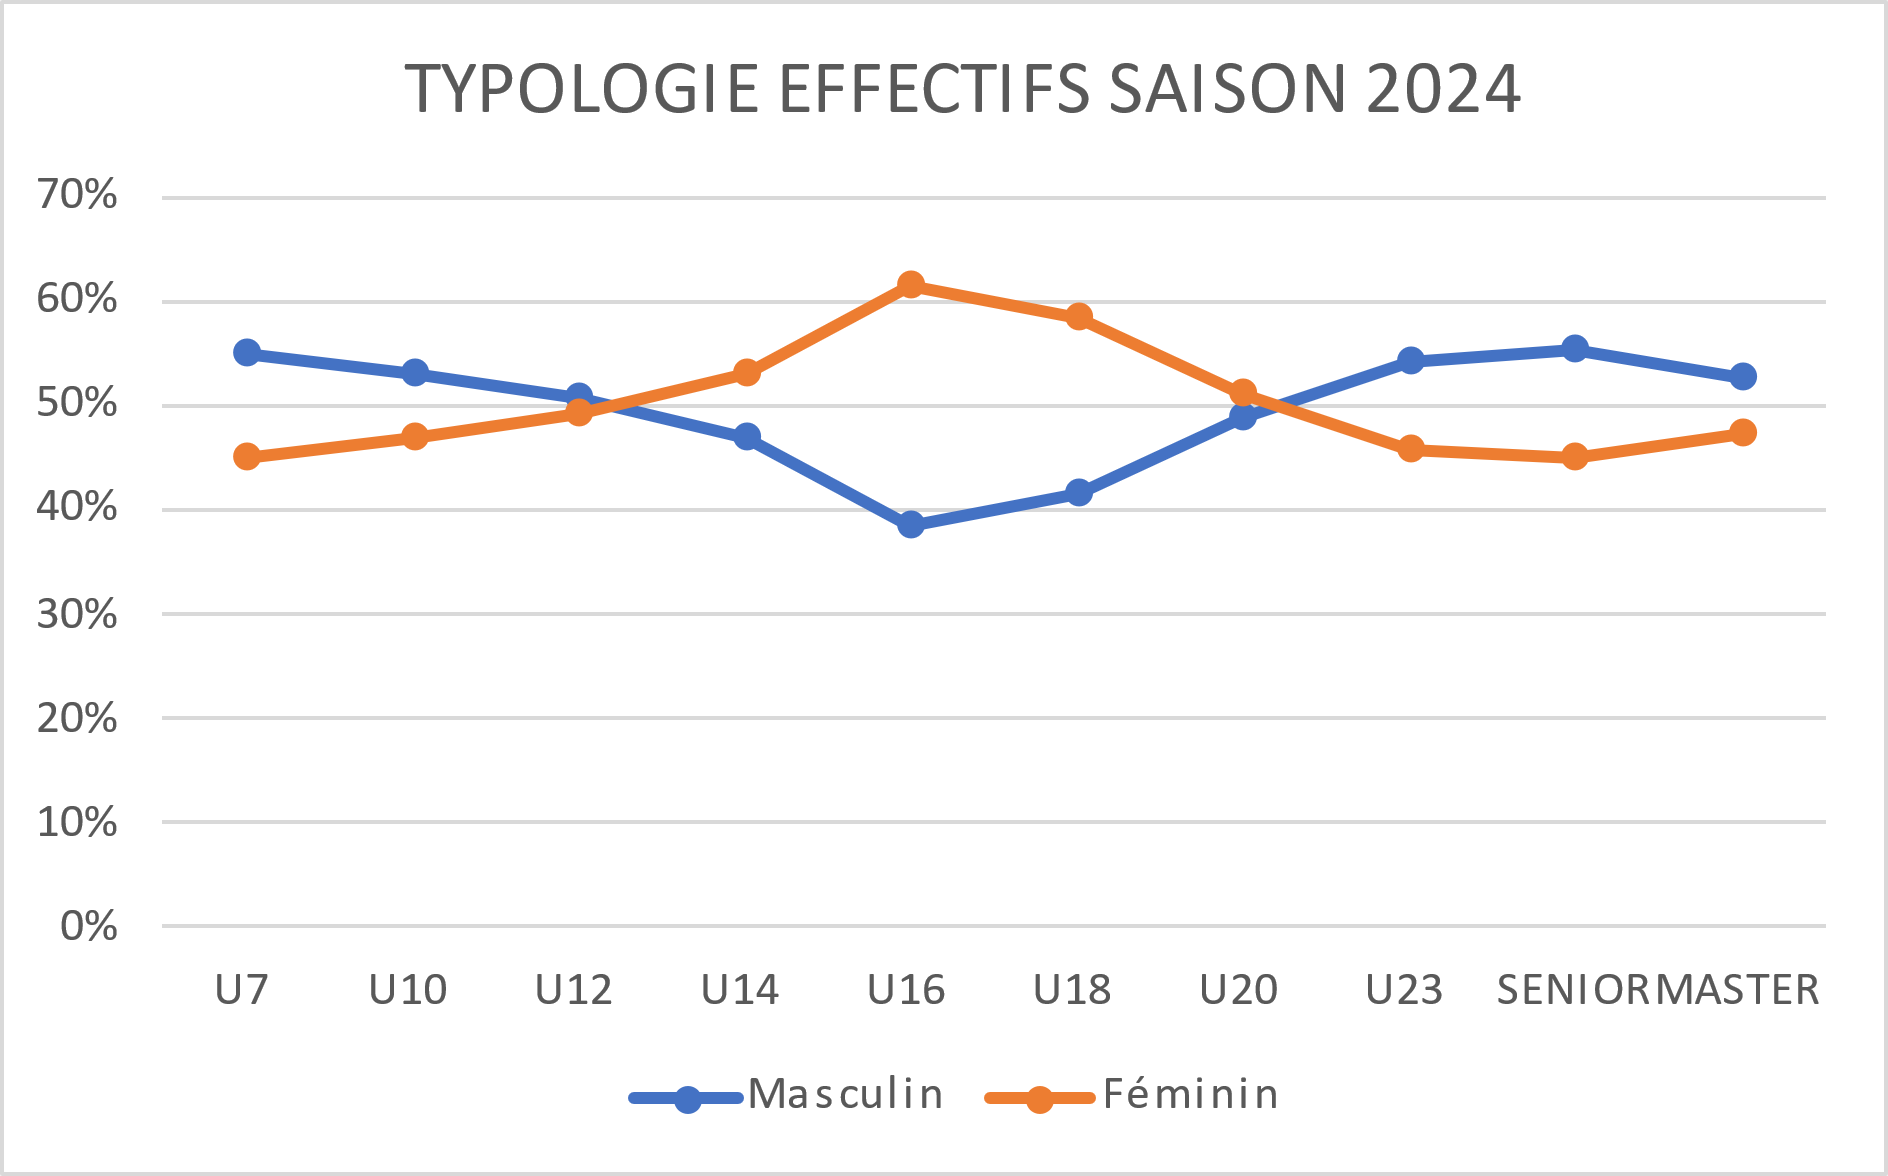 TYPOLOGIE EFFECTIFS SAISON 2024
70%
60%
50%
40%
30%
20%
10%
0%
U7 U10 U12 U14 U16 U18 U20 U23 SENIOR MASTER
Masculin Féminin